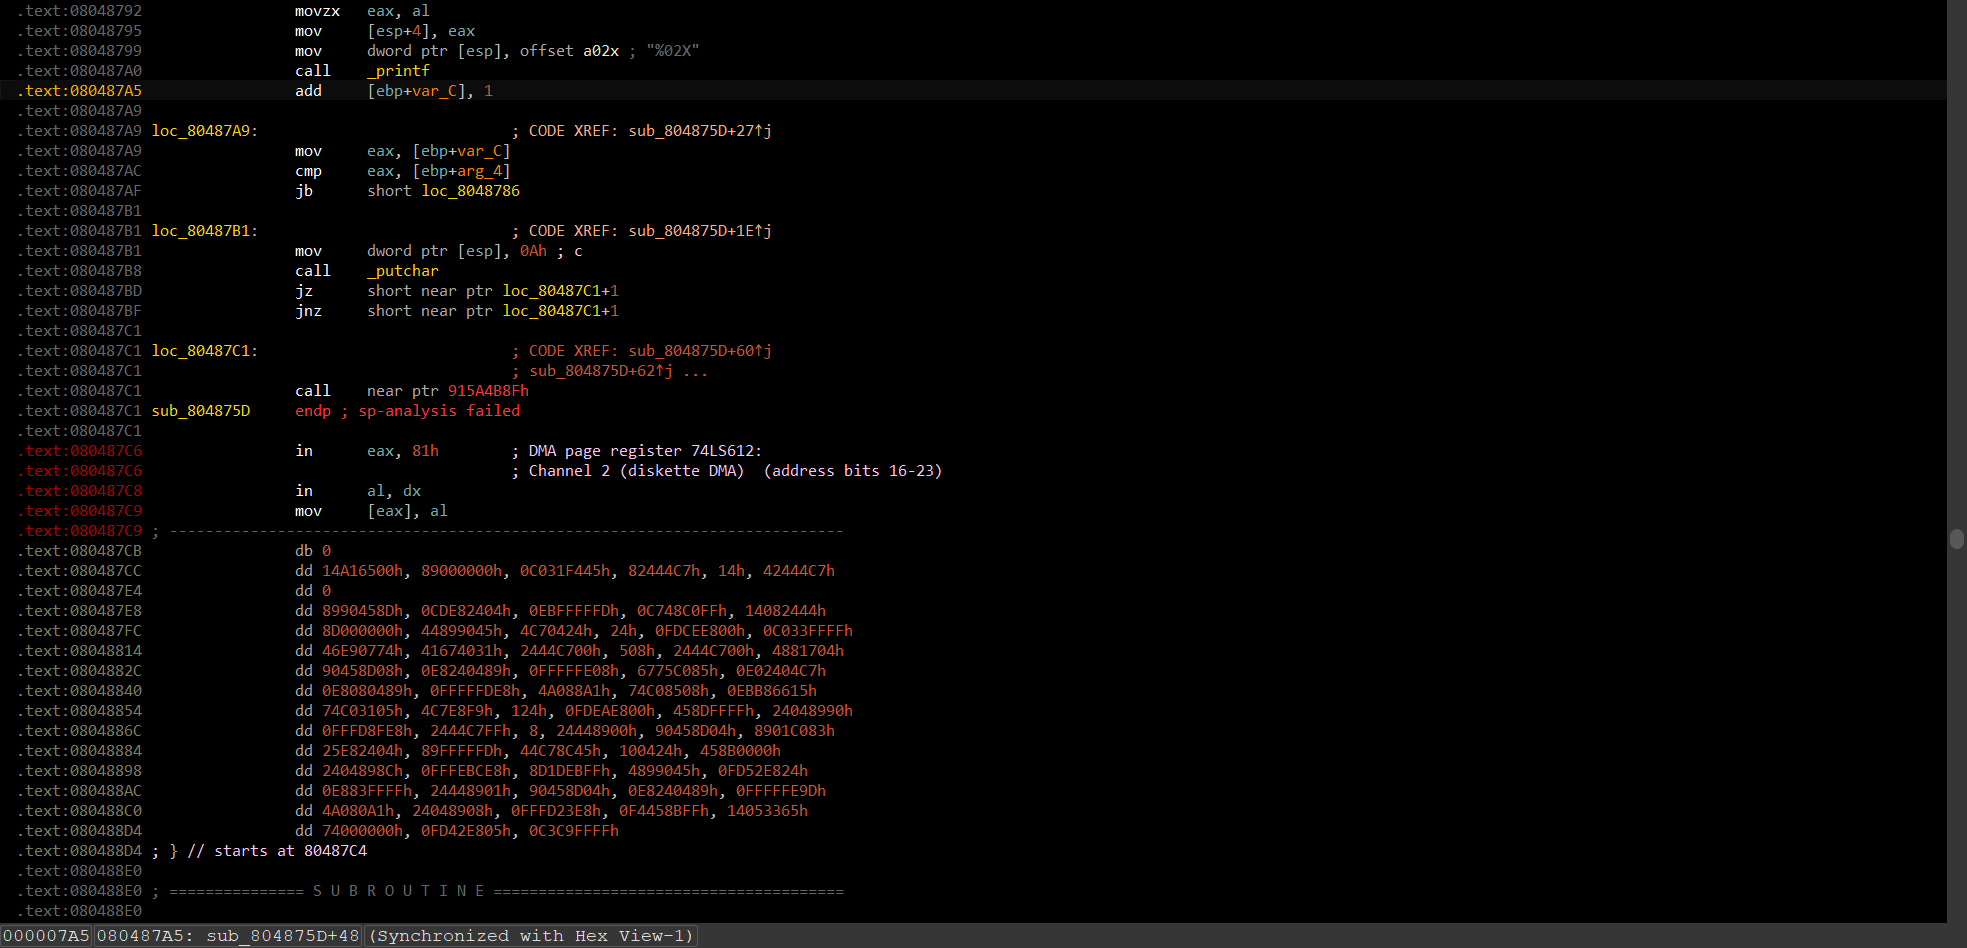 .text:08048792 movzx eax, al
.text:08048795 mov [esp+4], eax
.text:08048799 mov dword ptr [esp], offset a02x ; "%02X"
.text:080487A0 call _printf
.text:080487A5 add [ebp+var_C], 1
.text:080487A9
.text:080487A9 loc_80487A9: ; CODE XREF: sub_804875D+27↑j
.text:080487A9 mov eax, [ebp+var_C]
.text:080487AC cmp eax, [ebp+arg_4]
.text:080487AF jb short loc_8048786
.text:080487B1
.text:080487B1 loc_80487B1: ; CODE XREF: sub_804875D+1E↑j
.text:080487B1 mov dword ptr [esp], 0Ah ; c
.text:080487B8 call _putchar
.text:080487BD jz short near ptr loc_80487C1+1
.text:080487BF jnz short near ptr loc_80487C1+1
.text:080487C1
.text:080487C1 loc_80487C1: ; CODE XREF: sub_804875D+60↑j
.text:080487C1 ; sub_804875D+62↑j ...
.text:080487C1 call near ptr 915A4B8Fh
.text:080487C1 sub_804875D endp ; sp-analysis failed
.text:080487C1
.text:080487C6 in eax, 81h ; DMA page register 74LS612:
.text:080487C6 ; Channel 2 (diskette DMA) (address bits 16-23)
.text:080487C8 in al, dx
.text:080487C9 mov [eax], al
.text:080487C9 ; ---------------------------------------------------------------------------
.text:080487CB db 0
.text:080487CC dd 14A16500h, 89000000h, 0C031F445h, 82444C7h, 14h, 42444C7h
.text:080487E4 dd 0
.text:080487E8 dd 8990458Dh, 0CDE82404h, 0EBFFFFFDh, 0C748C0FFh, 14082444h
.text:080487FC dd 8D000000h, 44899045h, 4C70424h, 24h, 0FDCEE800h, 0C033FFFFh
.text:08048814 dd 46E90774h, 41674031h, 2444C700h, 508h, 2444C700h, 4881704h
.text:0804882C dd 90458D08h, 0E8240489h, 0FFFFFE08h, 6775C085h, 0E02404C7h
.text:08048840 dd 0E8080489h, 0FFFFFDE8h, 4A088A1h, 74C08508h, 0EBB86615h
.text:08048854 dd 74C03105h, 4C7E8F9h, 124h, 0FDEAE800h, 458DFFFFh, 24048990h
.text:0804886C dd 0FFFD8FE8h, 2444C7FFh, 8, 24448900h, 90458D04h, 8901C083h
.text:08048884 dd 25E82404h, 89FFFFFDh, 44C78C45h, 100424h, 458B0000h
.text:08048898 dd 2404898Ch, 0FFFEBCE8h, 8D1DEBFFh, 4899045h, 0FD52E824h
.text:080488AC dd 0E883FFFFh, 24448901h, 90458D04h, 0E8240489h, 0FFFFFE9Dh
.text:080488C0 dd 4A080A1h, 24048908h, 0FFFD23E8h, 0F4458BFFh, 14053365h
.text:080488D4 dd 74000000h, 0FD42E805h, 0C3C9FFFFh
.text:080488D4 ; } // starts at 80487C4
.text:080488E0
.text:080488E0 ; =============== S U B R O U T I N E =======================================
.text:080488E0
000007A5 080487A5: sub_804875D+48 (Synchronized with Hex View-1)